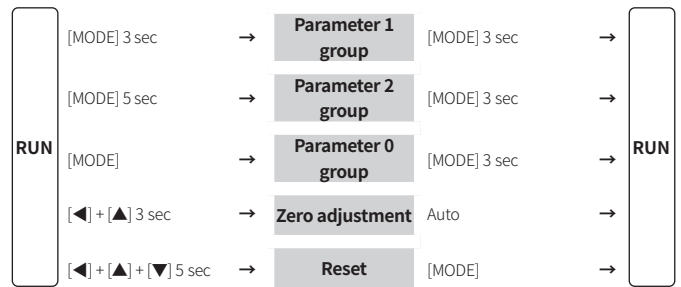 [MODE] 3 sec → Parameter 1 [MODE] 3 sec →
group
[MODE] 5 sec → Parameter 2 [MODE] 3 sec →
group
RUN [MODE] → Parameter 0 [MODE] 3 sec → RUN
group
[◀] + [▲] 3 sec → Zero adjustment Auto →
[◀] + [▲] + [▼] 5 sec → Reset [MODE] →